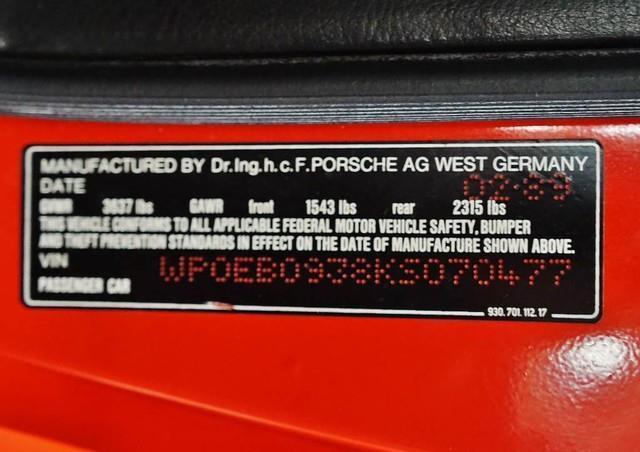 MANUFACTURED BY Dr.Ing.h.c.F.PORSCHE AG WEST GERMANY
DATE 02-89
GVWR 3637 lbs GAWR front 1543 lbs rear 2315 lbs
THIS VEHICLE CONFORMS TO ALL APPLICABLE FEDERAL MOTOR VEHICLE SAFETY, BUMPER
AND THEFT PREVENTION STANDARDS IN EFFECT ON THE DATE OF MANUFACTURE SHOWN ABOVE.
VIN WP0EB0938KS070477
PASSENGER CAR
930.701.112.17